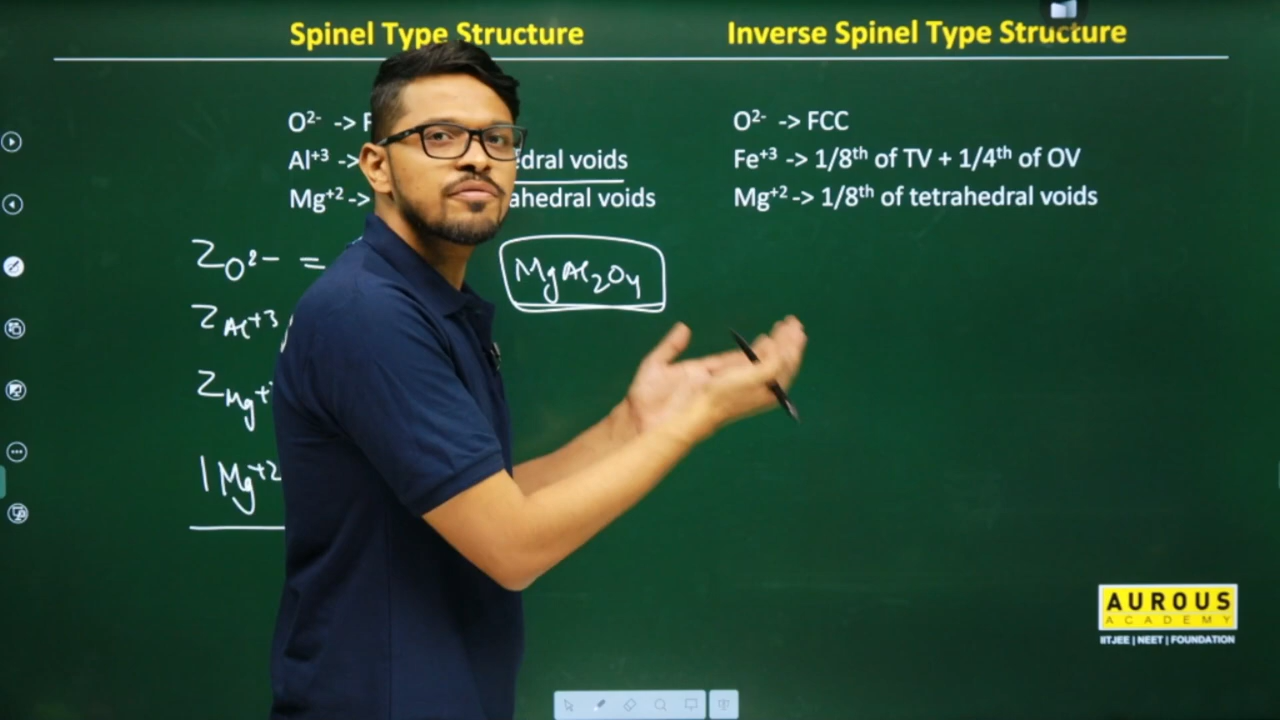 Spinel Type Structure
Inverse Spinel Type Structure
O²⁻ -> F
Al⁺³ ->
edral voids
Mg⁺² ->
ahedral voids
O²⁻ -> FCC
Fe⁺³ -> 1/8ᵗʰ of TV + 1/4ᵗʰ of OV
Mg⁺² -> 1/8ᵗʰ of tetrahedral voids
Z O²⁻ =
Z Al⁺³
Z Mg⁺
1 Mg⁺²
MgAl₂O₄
AUROUS
ACADEMY
IITJEE | NEET | FOUNDATION